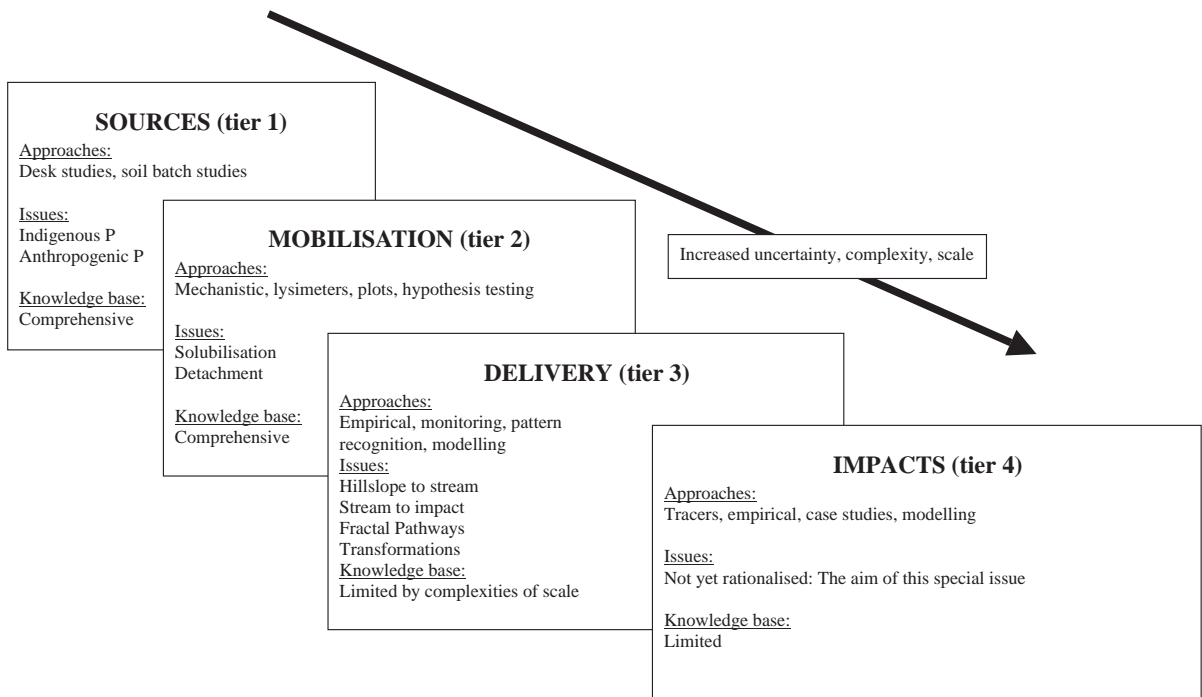 SOURCES (tier 1)
Approaches:
Desk studies, soil batch studies
Issues:
Indigenous P
Anthropogenic P
Knowledge base:
Comprehensive
MOBILISATION (tier 2)
Approaches:
Mechanistic, lysimeters, plots, hypothesis testing
Issues:
Solubilisation
Detachment
Knowledge base:
Comprehensive
Increased uncertainty, complexity, scale
DELIVERY (tier 3)
Approaches:
Empirical, monitoring, pattern
recognition, modelling
Issues:
Hillslope to stream
Stream to impact
Fractal Pathways
Transformations
Knowledge base:
Limited by complexities of scale
IMPACTS (tier 4)
Approaches:
Tracers, empirical, case studies, modelling
Issues:
Not yet rationalised: The aim of this special issue
Knowledge base:
Limited